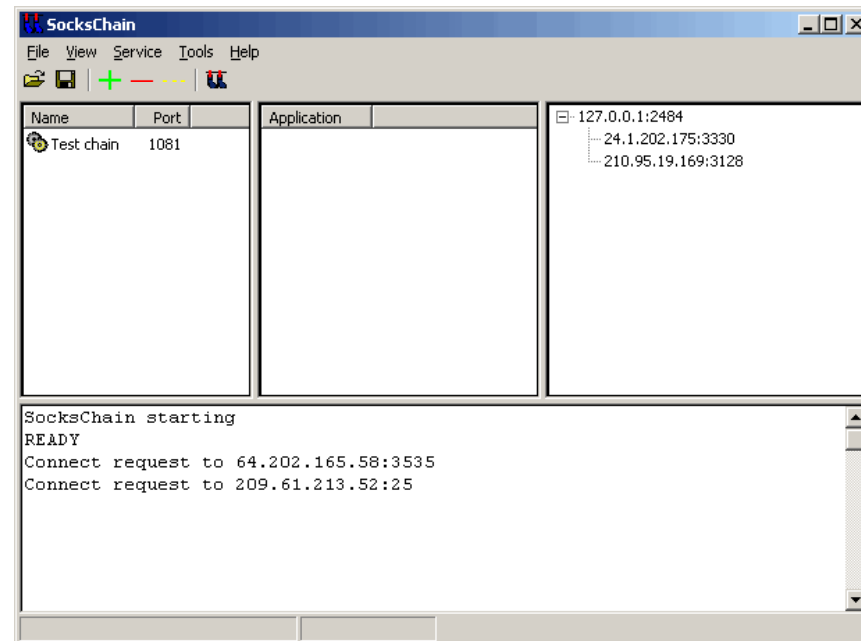 SocksChain
File View Service Tools Help
Name Port Application
Test chain 1081
127.0.0.1:2484
24.1.202.175:3330
210.95.19.169:3128
SocksChain starting
READY
Connect request to 64.202.165.58:3535
Connect request to 209.61.213.52:25